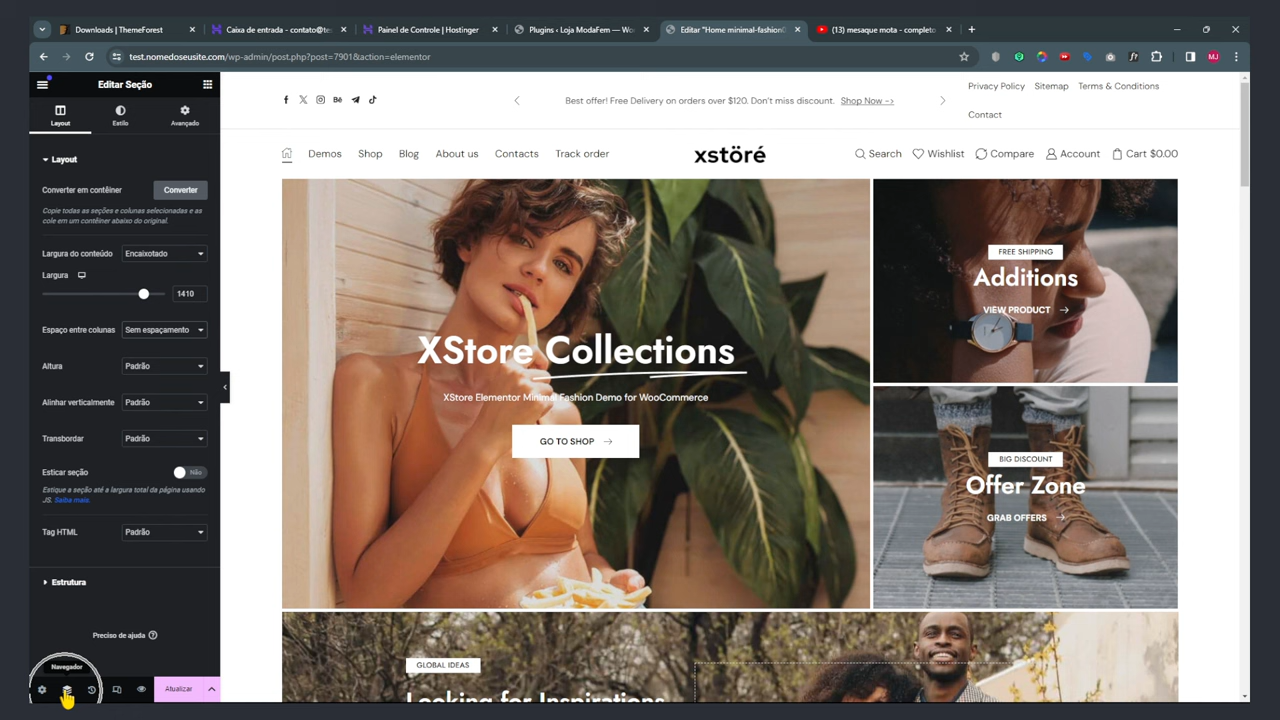 Downloads | ThemeForest
Caixa de entrada - contato@te
Painel de Controle | Hostinger
Plugins ‹ Loja ModaFem — Wo
Editar "Home minimal-fashion
(13) mesaque mota - completo
test.nomedoseusite.com/wp-admin/post.php?post=7901&action=elementor
MJ
Editar Seção
Layout
Estilo
Avançado
Layout
Converter em contêiner
Converter
Copie todas as seções e colunas selecionadas e as
cole em um contêiner abaixo do original.
Largura do conteúdo
Encaixotado
Largura
1410
Espaço entre colunas
Sem espaçamento
Altura
Padrão
Alinhar verticalmente
Padrão
Transbordar
Padrão
Esticar seção
Não
Estique a seção até a largura total da página usando
JS. Saiba mais.
Tag HTML
Padrão
Estrutura
Preciso de ajuda
Navegador
Atualizar
Best offer! Free Delivery on orders over $120. Don't miss discount. Shop Now ->
Privacy Policy Sitemap Terms & Conditions
Contact
Demos Shop Blog About us Contacts Track order
xstöré
Search Wishlist Compare Account Cart $0.00
XStore Collections
XStore Elementor Minimal Fashion Demo for WooCommerce
GO TO SHOP
FREE SHIPPING
Additions
VIEW PRODUCT
BIG DISCOUNT
Offer Zone
GRAB OFFERS
GLOBAL IDEAS
Looking for Inspirations